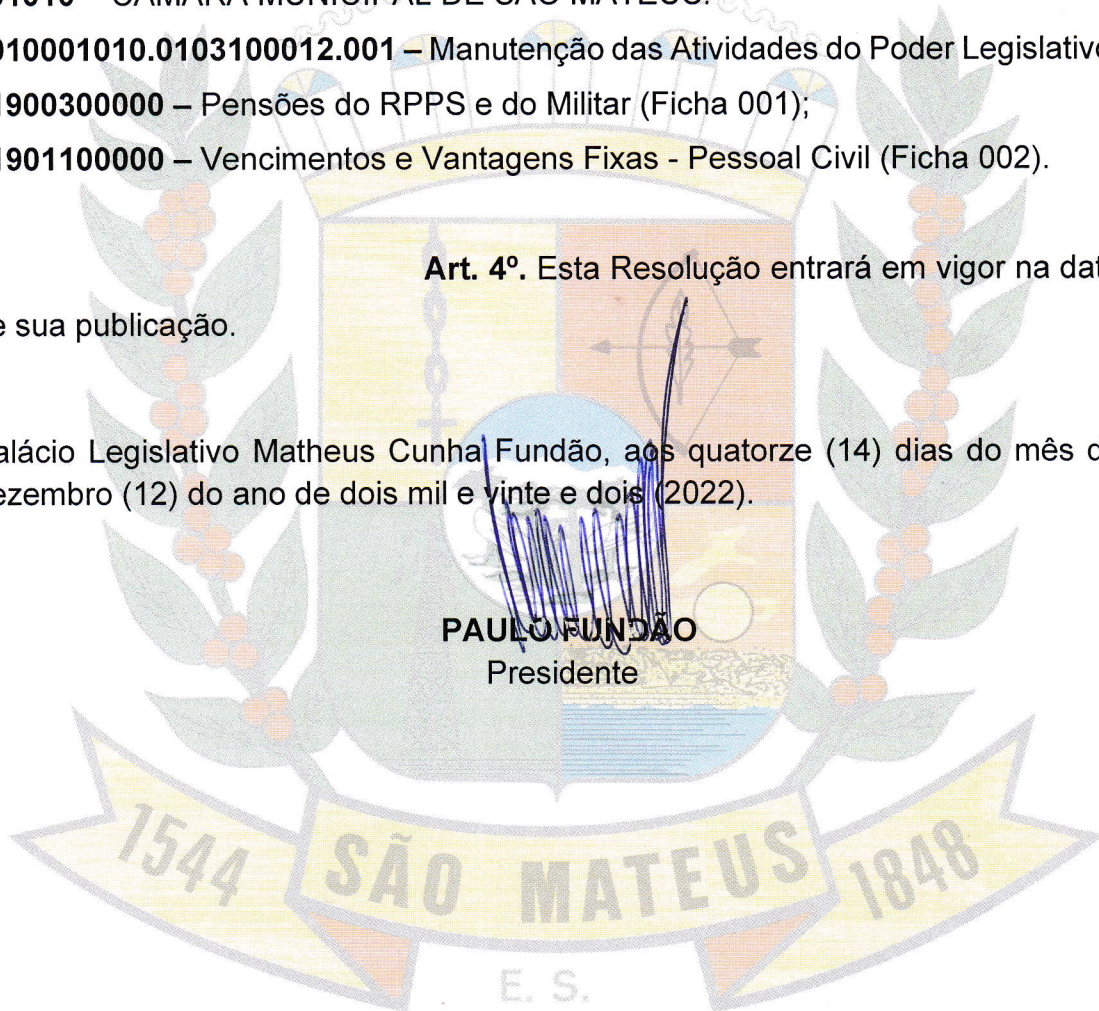 01010 – CÂMARA MUNICIPAL DE SÃO MATEUS.
010001010.0103100012.001 – Manutenção das Atividades do Poder Legislativo
1900300000 – Pensões do RPPS e do Militar (Ficha 001);
1901100000 – Vencimentos e Vantagens Fixas - Pessoal Civil (Ficha 002).
Art. 4º. Esta Resolução entrará em vigor na dat
e sua publicação.
alácio Legislativo Matheus Cunha Fundão, aos quatorze (14) dias do mês d
ezembro (12) do ano de dois mil e vinte e dois (2022).
PAULO FUNDÃO
Presidente
1544 SÃO MATEUS 1848
E. S.